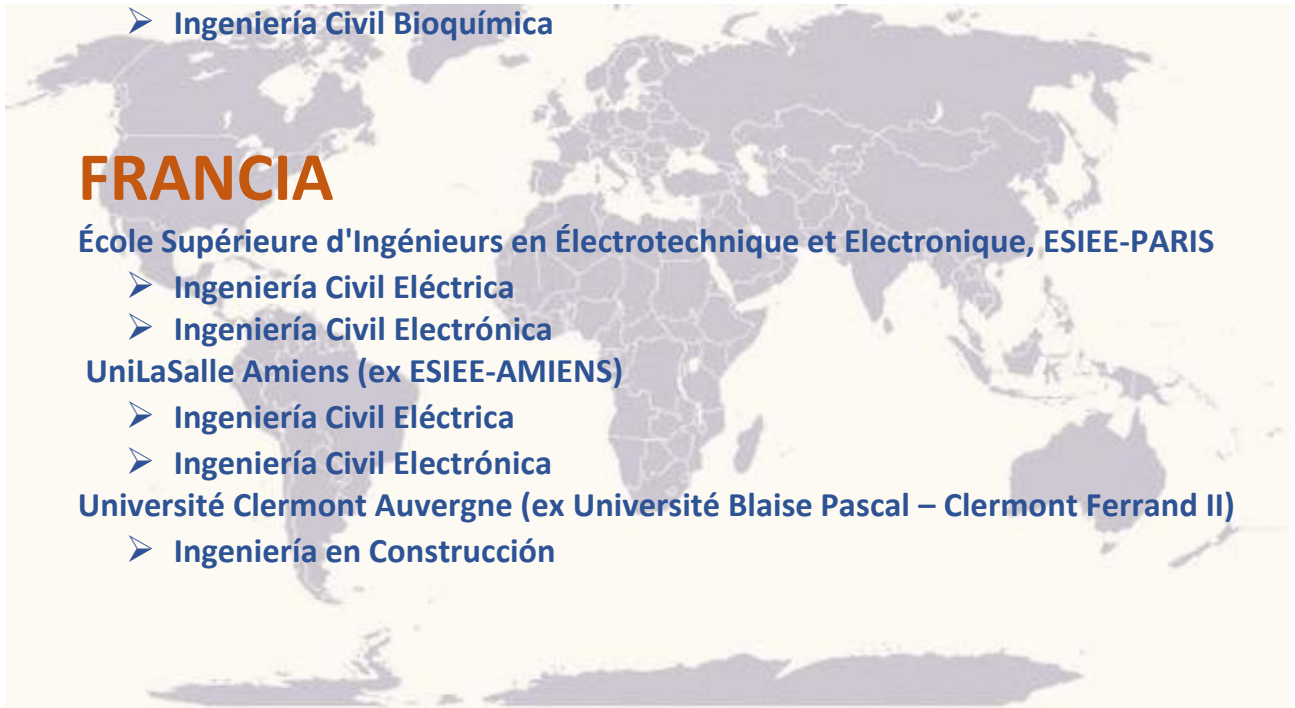 ➢ Ingeniería Civil Bioquímica
FRANCIA
École Supérieure d'Ingénieurs en Électrotechnique et Electronique, ESIEE-PARIS
➢ Ingeniería Civil Eléctrica
➢ Ingeniería Civil Electrónica
UniLaSalle Amiens (ex ESIEE-AMIENS)
➢ Ingeniería Civil Eléctrica
➢ Ingeniería Civil Electrónica
Université Clermont Auvergne (ex Université Blaise Pascal – Clermont Ferrand II)
➢ Ingeniería en Construcción